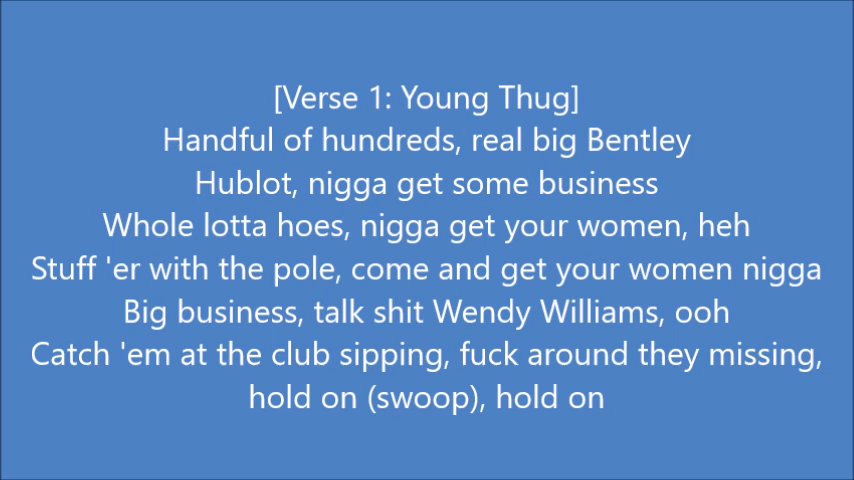 [Verse 1: Young Thug]
Handful of hundreds, real big Bentley
Hublot, nigga get some business
Whole lotta hoes, nigga get your women, heh
Stuff 'er with the pole, come and get your women nigga
Big business, talk shit Wendy Williams, ooh
Catch 'em at the club sipping, fuck around they missing,
hold on (swoop), hold on